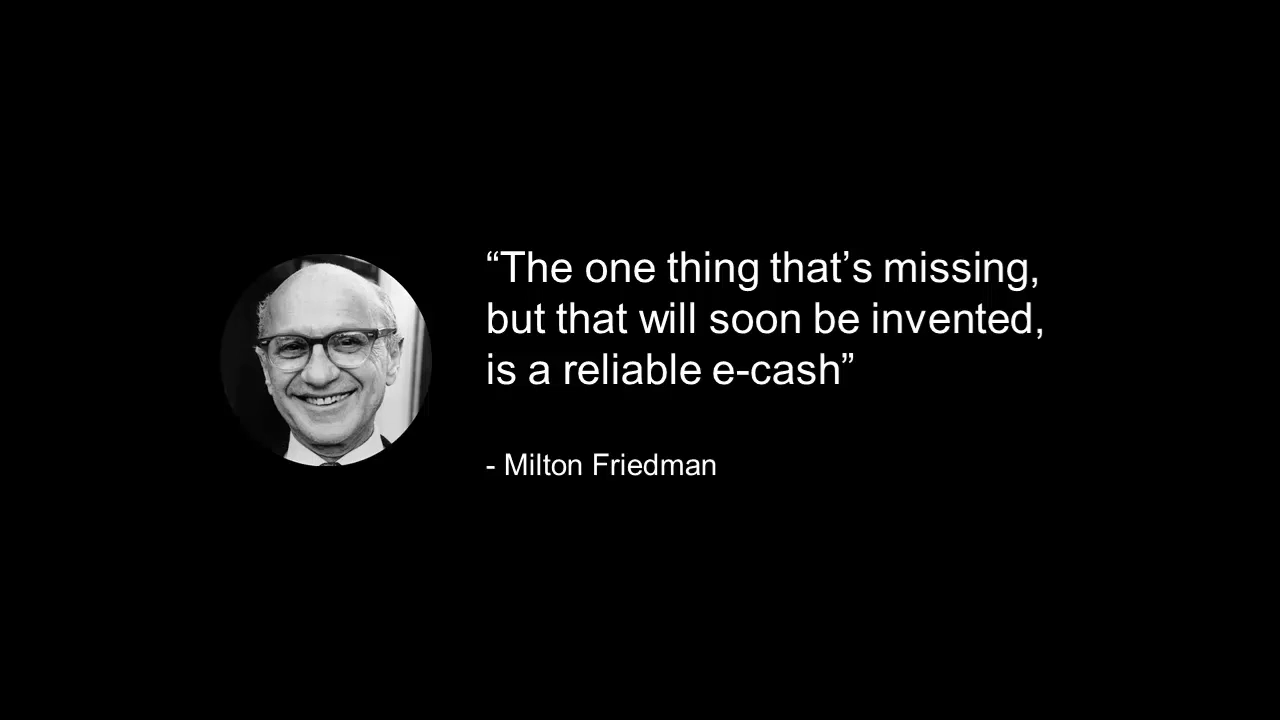 “The one thing that’s missing,
but that will soon be invented,
is a reliable e-cash”
- Milton Friedman